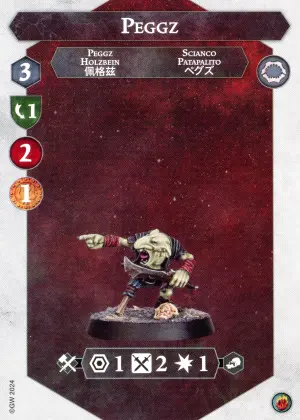 PEGGZ
PEGGZ
HOLZBEIN
佩格兹
SCIANCO
PATAPALITO
ペグズ
3
1
2
1
1 2 1
©GW 2024